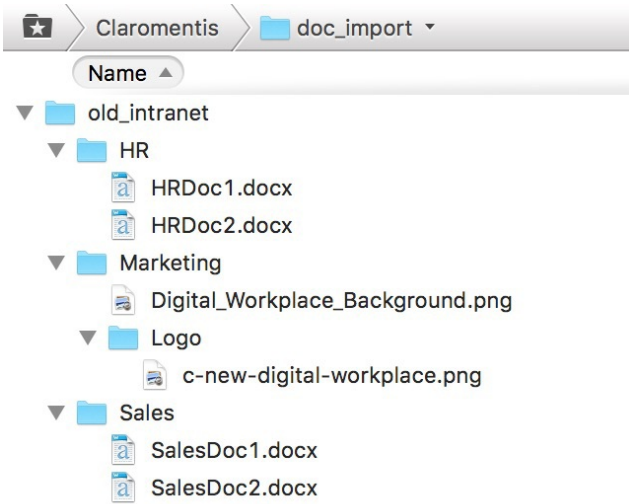 Claromentis doc_import
Name
old_intranet
HR
HRDoc1.docx
HRDoc2.docx
Marketing
Digital_Workplace_Background.png
Logo
c-new-digital-workplace.png
Sales
SalesDoc1.docx
SalesDoc2.docx